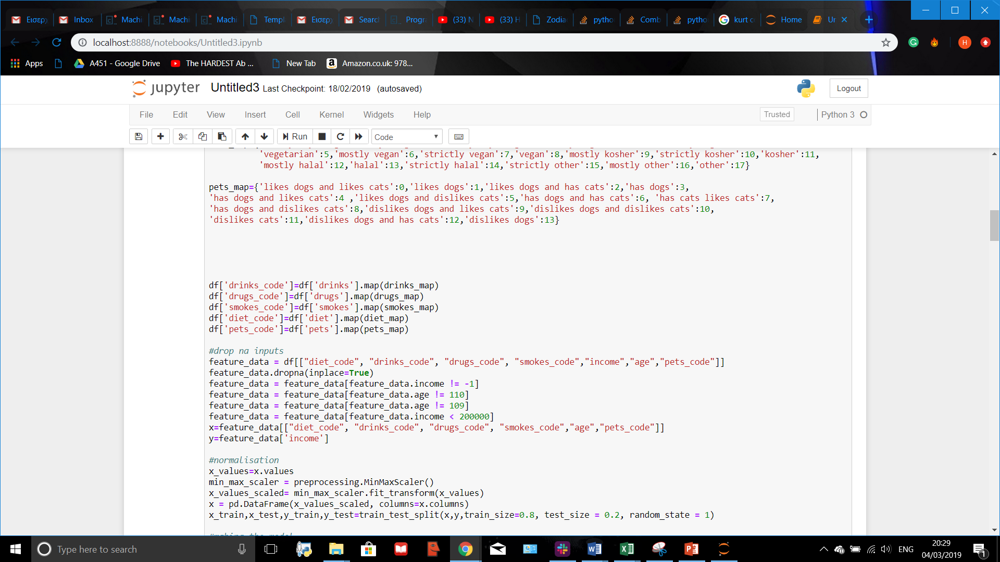 Εισερχ
Inbox
Machi
Machi
Machi
Templ
Εισερχ
Search
Progra
(33) N
(33) H
Zodia
pytho
Comb
pytho
kurt co
Home
Un
localhost:8888/notebooks/Untitled3.ipynb
H
Apps
A451 - Google Drive
The HARDEST Ab ...
New Tab
Amazon.co.uk: 978...
jupyter Untitled3 Last Checkpoint: 18/02/2019 (autosaved)
Logout
File Edit View Insert Cell Kernel Widgets Help
Trusted
Python 3
Run
Code
'vegetarian':5,'mostly vegan':6,'strictly vegan':7,'vegan':8,'mostly kosher':9,'strictly kosher':10,'kosher':11,
'mostly halal':12,'halal':13,'strictly halal':14,'strictly other':15,'mostly other':16,'other':17}
pets_map={'likes dogs and likes cats':0,'likes dogs':1,'likes dogs and has cats':2,'has dogs':3,
'has dogs and likes cats':4 ,'likes dogs and dislikes cats':5,'has dogs and has cats':6, 'has cats likes cats':7,
'has dogs and dislikes cats':8,'dislikes dogs and likes cats':9,'dislikes dogs and dislikes cats':10,
'dislikes cats':11,'dislikes dogs and has cats':12,'dislikes dogs':13}
df['drinks_code']=df['drinks'].map(drinks_map)
df['drugs_code']=df['drugs'].map(drugs_map)
df['smokes_code']=df['smokes'].map(smokes_map)
df['diet_code']=df['diet'].map(diet_map)
df['pets_code']=df['pets'].map(pets_map)
#drop na inputs
feature_data = df[["diet_code", "drinks_code", "drugs_code", "smokes_code","income","age","pets_code"]]
feature_data.dropna(inplace=True)
feature_data = feature_data[feature_data.income != -1]
feature_data = feature_data[feature_data.age != 110]
feature_data = feature_data[feature_data.age != 109]
feature_data = feature_data[feature_data.income < 200000]
x=feature_data[["diet_code", "drinks_code", "drugs_code", "smokes_code","age","pets_code"]]
y=feature_data['income']
#normalisation
x_values=x.values
min_max_scaler = preprocessing.MinMaxScaler()
x_values_scaled= min_max_scaler.fit_transform(x_values)
x = pd.DataFrame(x_values_scaled, columns=x.columns)
x_train,x_test,y_train,y_test=train_test_split(x,y,train_size=0.8, test_size = 0.2, random_state = 1)
Type here to search
ENG
20:29
04/03/2019
1